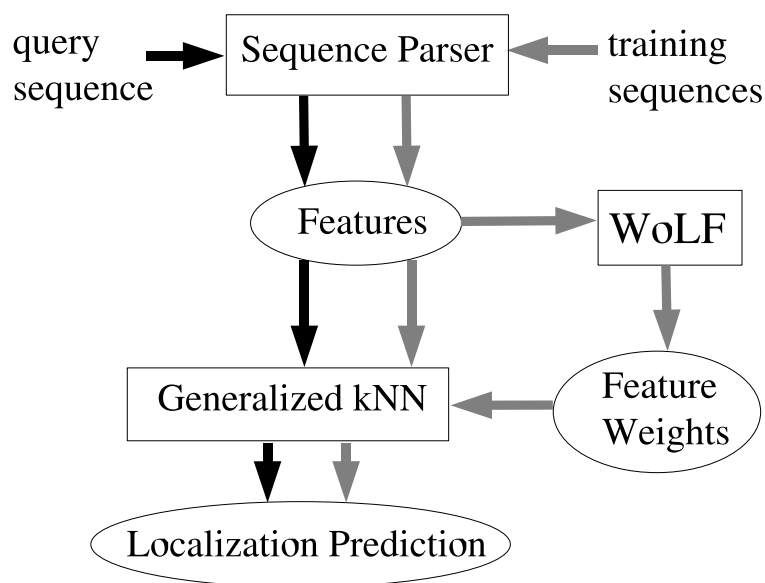 query
sequence
Sequence Parser
training
sequences
Features
WoLF
Generalized kNN
Feature
Weights
Localization Prediction